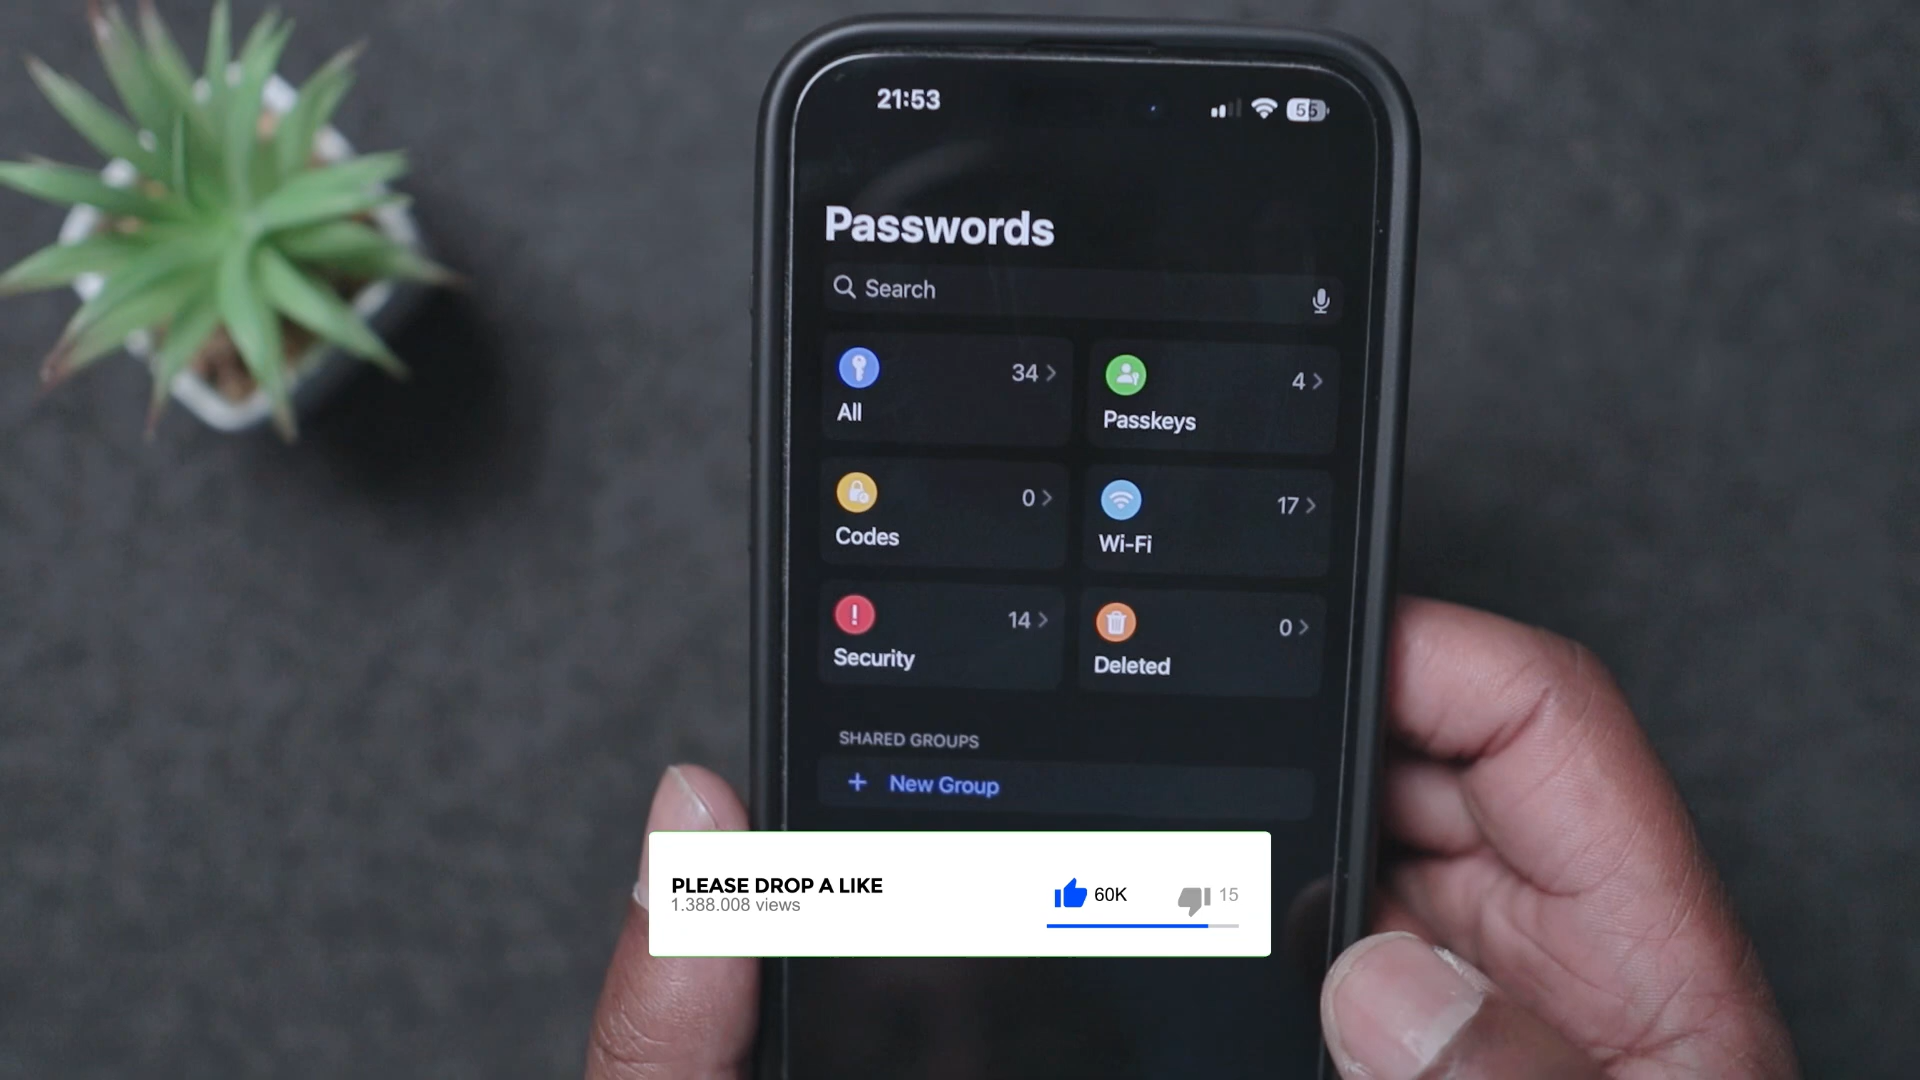 21:53
55
Passwords
Search
34
All
4
Passkeys
0
Codes
17
Wi-Fi
14
Security
0
Deleted
SHARED GROUPS
+ New Group
PLEASE DROP A LIKE
1.388.008 views
60K
15